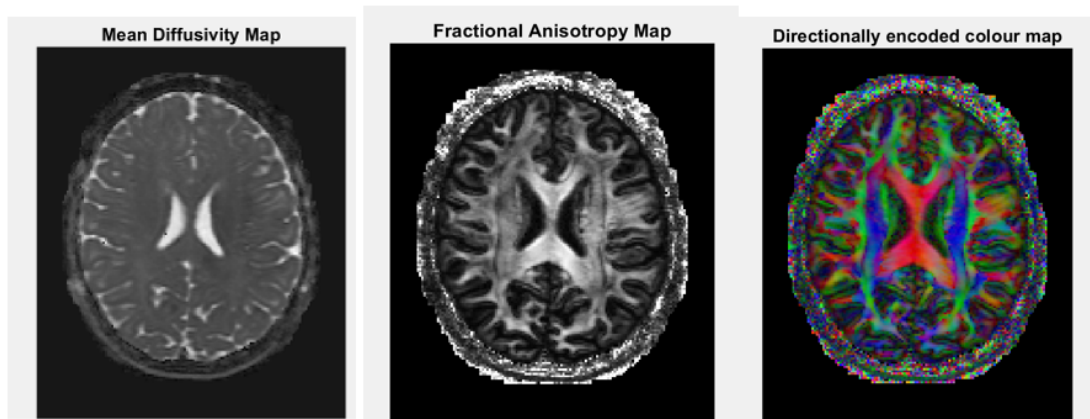 Mean Diffusivity Map
Fractional Anisotropy Map
Directionally encoded colour map